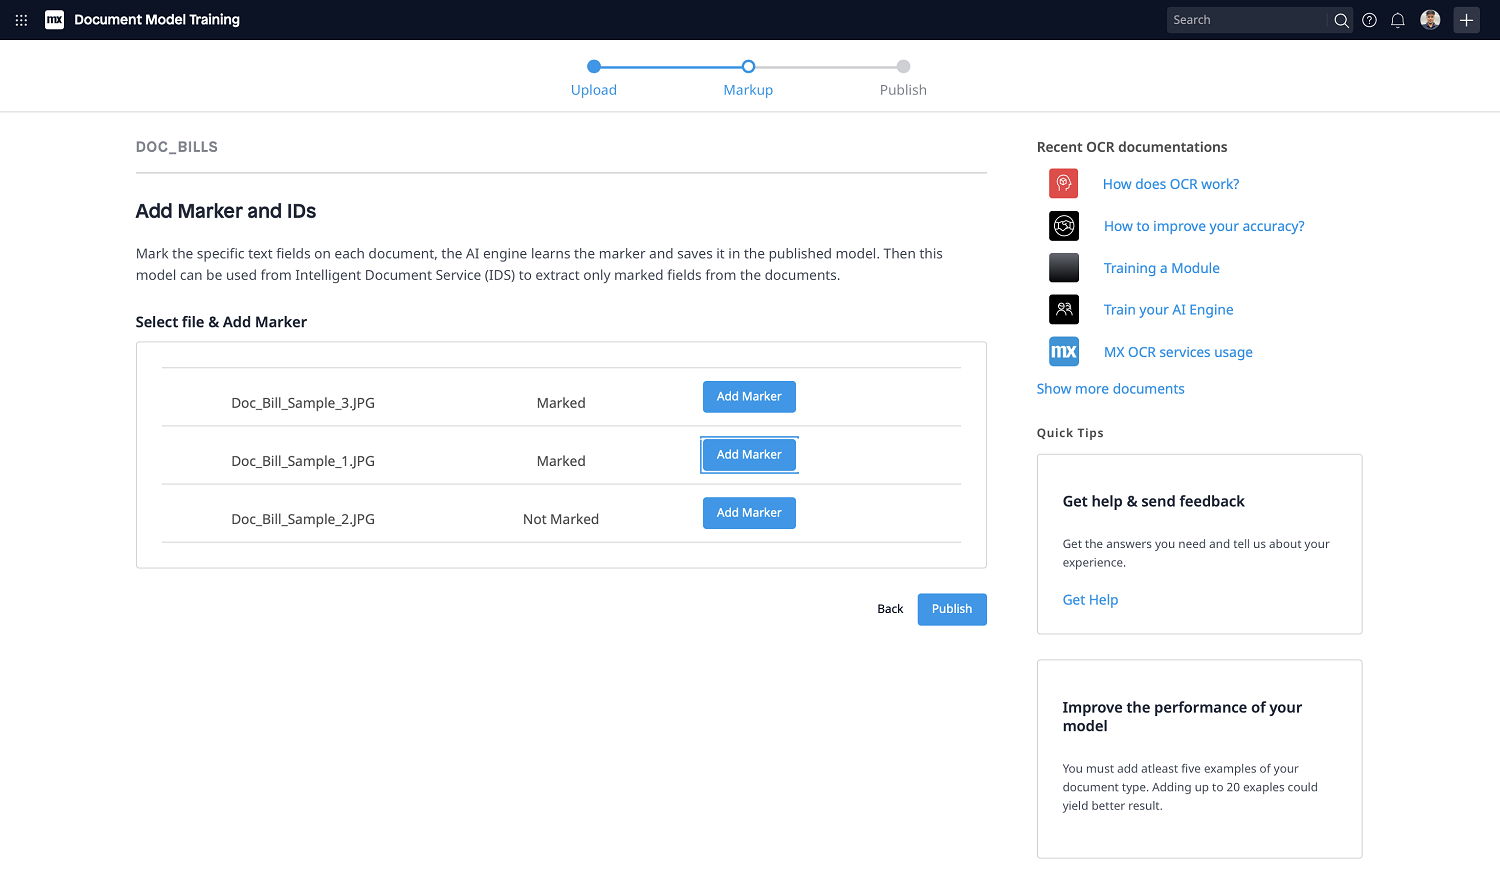 mx Document Model Training
Search
Upload
Markup
Publish
DOC_BILLS
Add Marker and IDs
Mark the specific text fields on each document, the AI engine learns the marker and saves it in the published model. Then this
model can be used from Intelligent Document Service (IDS) to extract only marked fields from the documents.
Select file & Add Marker
Doc_Bill_Sample_3.JPG Marked Add Marker
Doc_Bill_Sample_1.JPG Marked Add Marker
Doc_Bill_Sample_2.JPG Not Marked Add Marker
Back Publish
Recent OCR documentations
How does OCR work?
How to improve your accuracy?
Training a Module
Train your AI Engine
mx MX OCR services usage
Show more documents
Quick Tips
Get help & send feedback
Get the answers you need and tell us about your
experience.
Get Help
Improve the performance of your
model
You must add atleast five examples of your
document type. Adding up to 20 exaples could
yield better result.